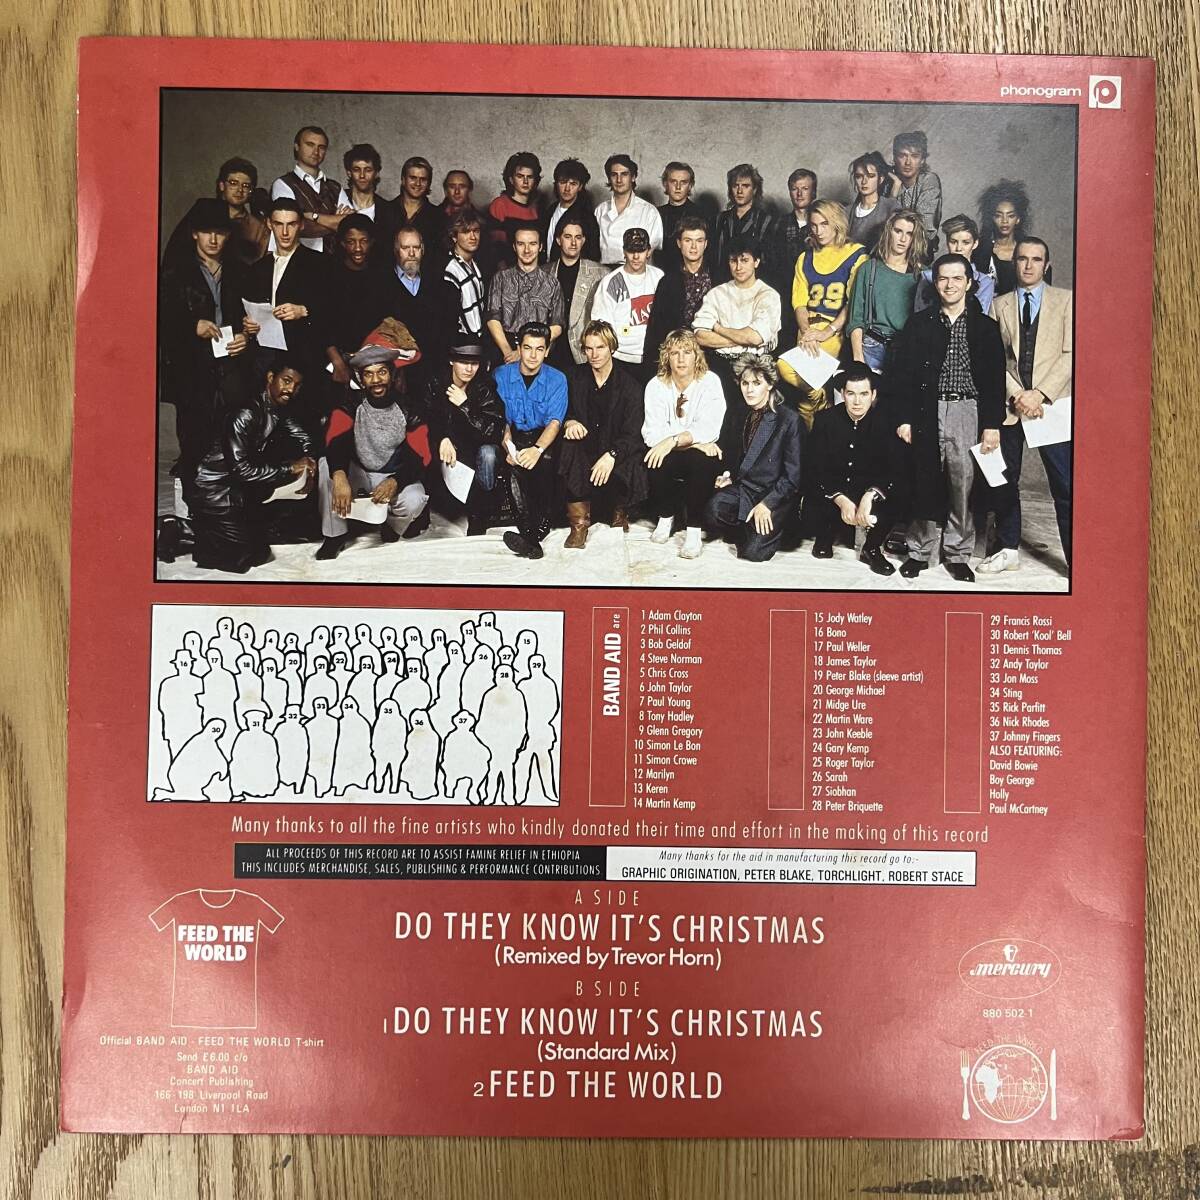 phonogram
BAND AID are
1 Adam Clayton
2 Phil Collins
3 Bob Geldof
4 Steve Norman
5 Chris Cross
6 John Taylor
7 Paul Young
8 Tony Hadley
9 Glenn Gregory
10 Simon Le Bon
11 Simon Crowe
12 Marilyn
13 Keren
14 Martin Kemp
15 Jody Watley
16 Bono
17 Paul Weller
18 James Taylor
19 Peter Blake (sleeve artist)
20 George Michael
21 Midge Ure
22 Martin Ware
23 John Keeble
24 Gary Kemp
25 Roger Taylor
26 Sarah
27 Siobhan
28 Peter Briquette
29 Francis Rossi
30 Robert 'Kool' Bell
31 Dennis Thomas
32 Andy Taylor
33 Jon Moss
34 Sting
35 Rick Parfitt
36 Nick Rhodes
37 Johnny Fingers
ALSO FEATURING:
David Bowie
Boy George
Holly
Paul McCartney
Many thanks to all the fine artists who kindly donated their time and effort in the making of this record
ALL PROCEEDS OF THIS RECORD ARE TO ASSIST FAMINE RELIEF IN ETHIOPIA
THIS INCLUDES MERCHANDISE, SALES, PUBLISHING & PERFORMANCE CONTRIBUTIONS
Many thanks for the aid in manufacturing this record go to:-
GRAPHIC ORIGINATION, PETER BLAKE, TORCHLIGHT. ROBERT STACE
A SIDE
DO THEY KNOW IT'S CHRISTMAS
(Remixed by Trevor Horn)
B SIDE
1 DO THEY KNOW IT'S CHRISTMAS
(Standard Mix)
2 FEED THE WORLD
FEED THE
WORLD
Official BAND AID - FEED THE WORLD T-shirt
Send £6.00 c/o
BAND AID
Concert Publishing
166-198 Liverpool Road
London N1 1LA
mercury
880 502-1
FEED THE WORLD